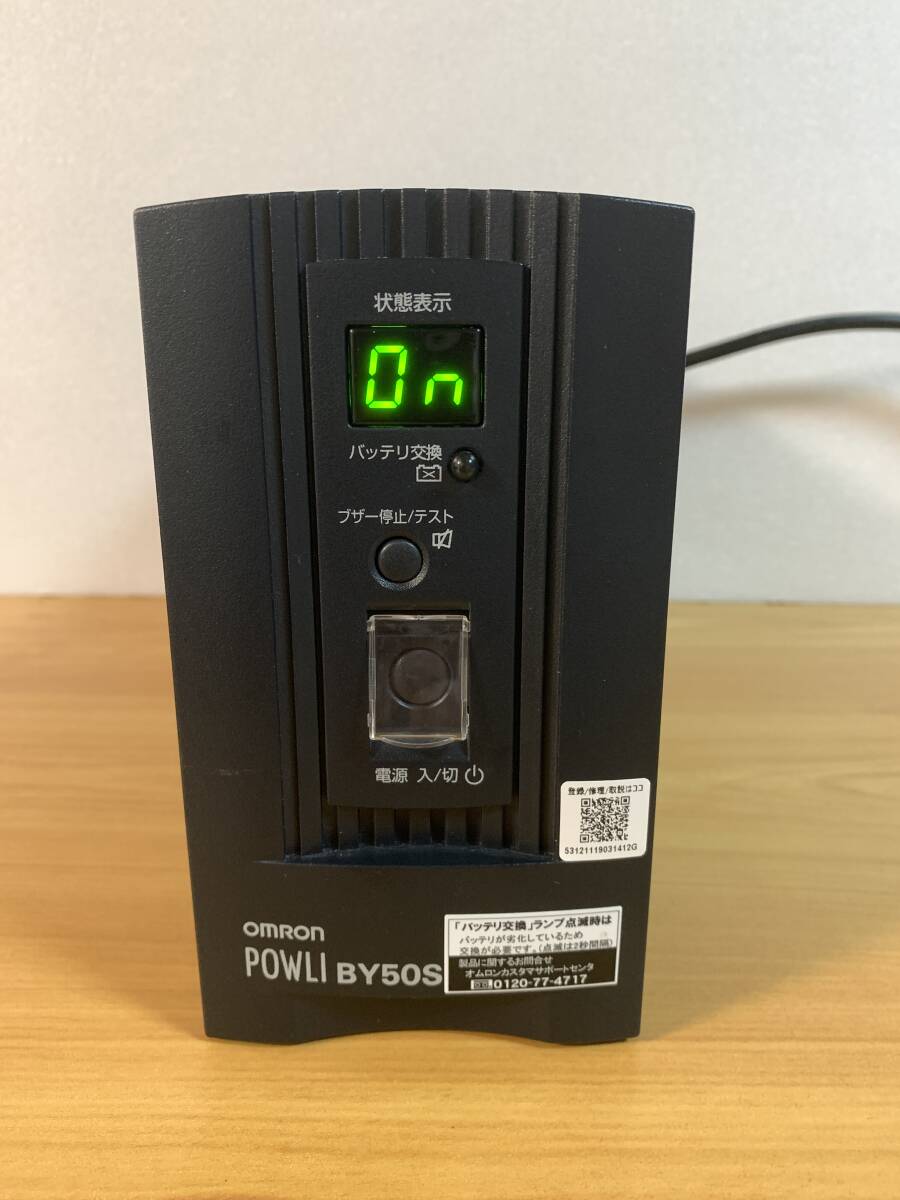 状態表示
On
バッテリ交換
ブザー停止/テスト
電源 入/切
登録/修理/取説はココ
53121119031412G
OMRON
POWLI BY50S
「バッテリ交換」ランプ点滅時は
バッテリが劣化しているため
交換が必要です。(点滅は2秒間隔)
製品に関するお問合せ
オムロンカスタマサポートセンタ
0120-77-4717